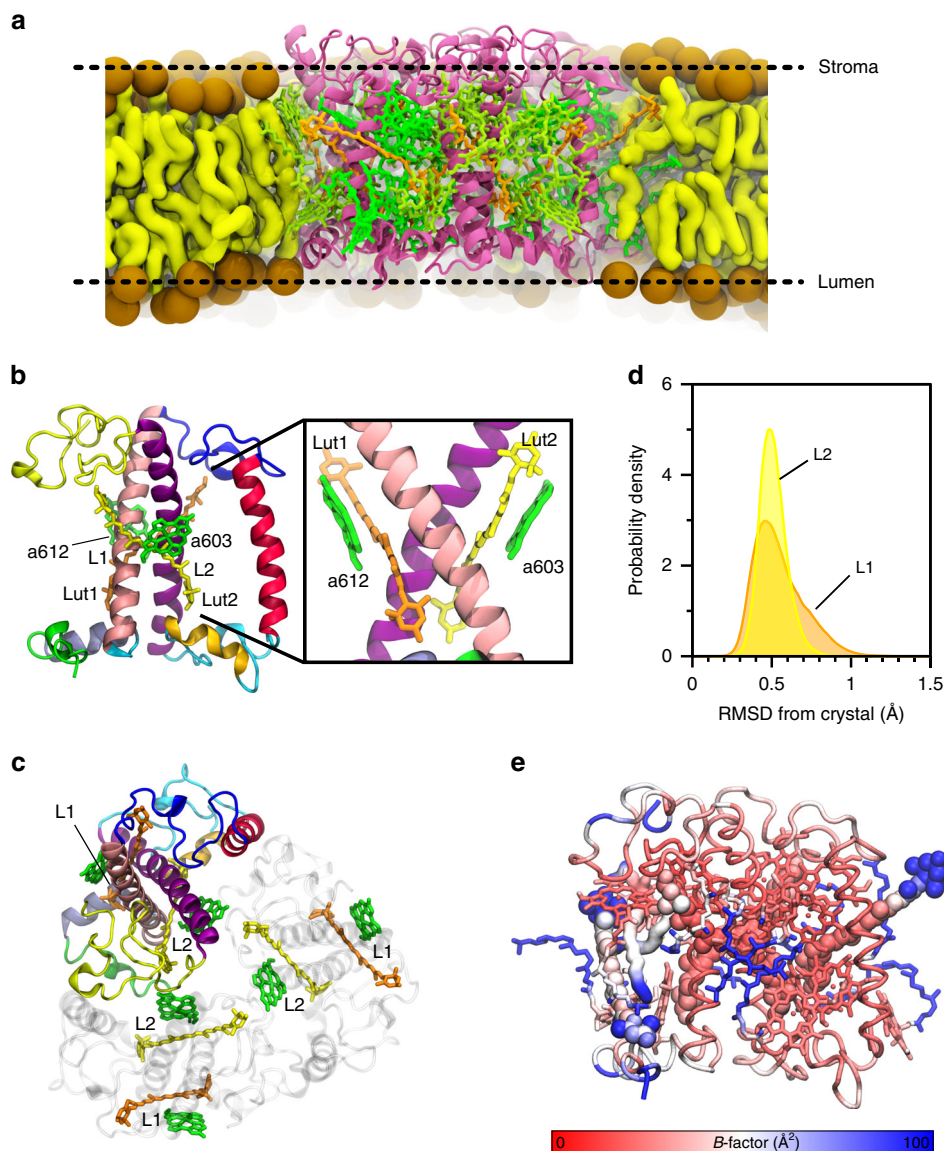 a
Stroma
Lumen
b
a612
L1
Lut1
a603
L2
Lut2
Lut1
Lut2
a612
a603
d
6
4
2
0
Probability density
L2
L1
0
0.5
1
1.5
RMSD from crystal (Å)
c
L1
L2
L1
L2
L2
L1
e
0
B-factor (Å²)
100